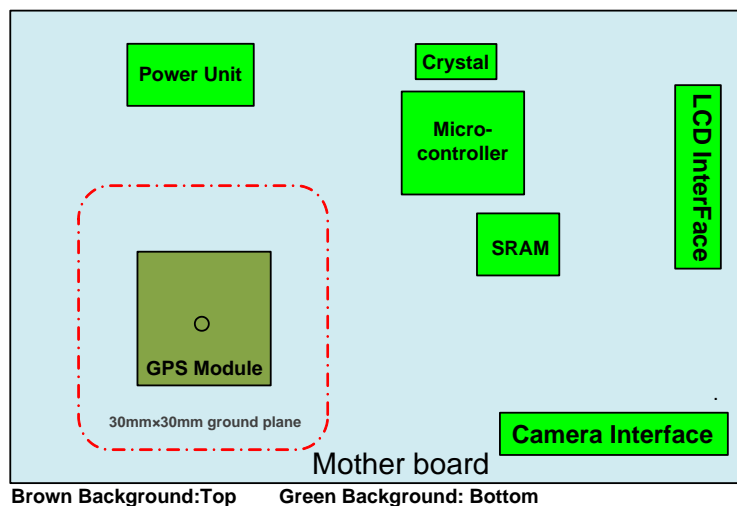 Power Unit
Crystal
Micro-
controller
LCD InterFace
SRAM
GPS Module
30mm×30mm ground plane
Camera Interface
Mother board
Brown Background:Top Green Background: Bottom